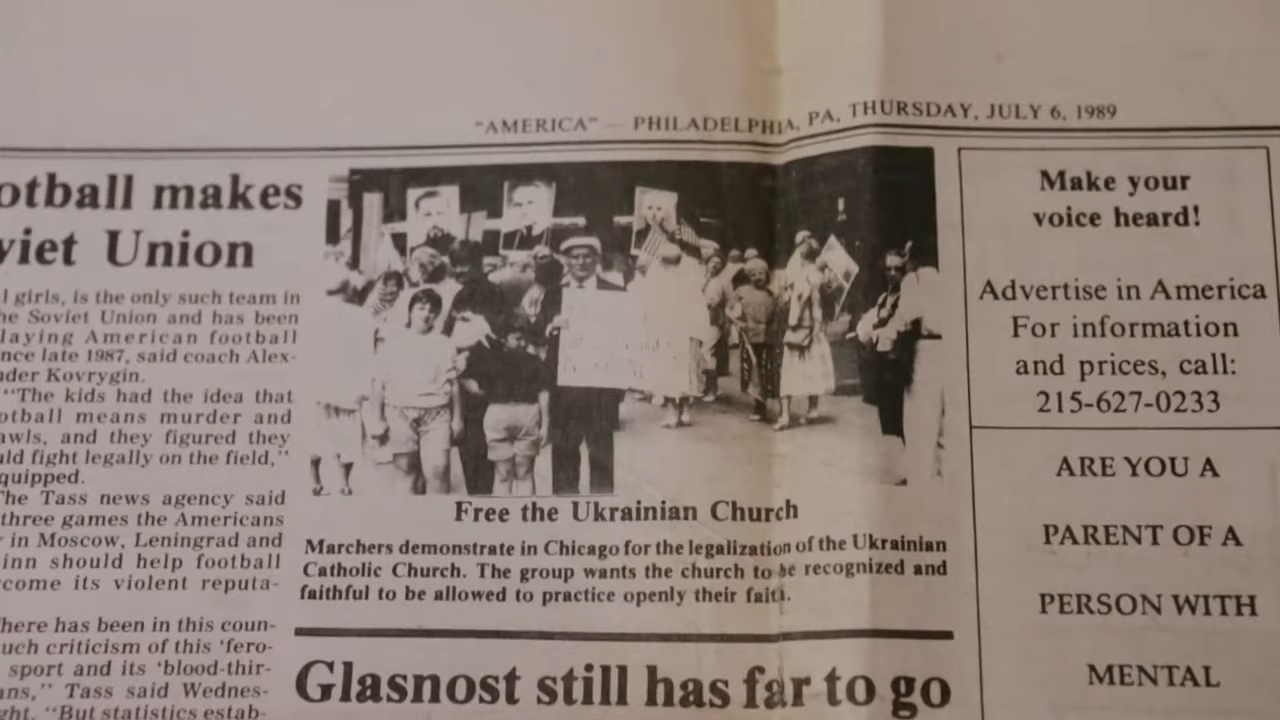 "AMERICA" — PHILADELPHIA, PA, THURSDAY, JULY 6, 1989
otball makes
viet Union
l girls, is the only such team in
he Soviet Union and has been
laying American football
nce late 1987, said coach Alex-
nder Kovrygin.
"The kids had the idea that
otball means murder and
awls, and they figured they
uld fight legally on the field,"
quipped.
The Tass news agency said
three games the Americans
in Moscow, Leningrad and
inn should help football
rcome its violent reputa-
here has been in this coun-
uch criticism of this 'fero-
sport and its 'blood-thir-
ans," Tass said Wednes-
ght. "But statistics estab-
Free the Ukrainian Church
Marchers demonstrate in Chicago for the legalization of the Ukrainian
Catholic Church. The group wants the church to be recognized and
faithful to be allowed to practice openly their faith.
Glasnost still has far to go
Make your
voice heard!
Advertise in America
For information
and prices, call:
215-627-0233
ARE YOU A
PARENT OF A
PERSON WITH
MENTAL